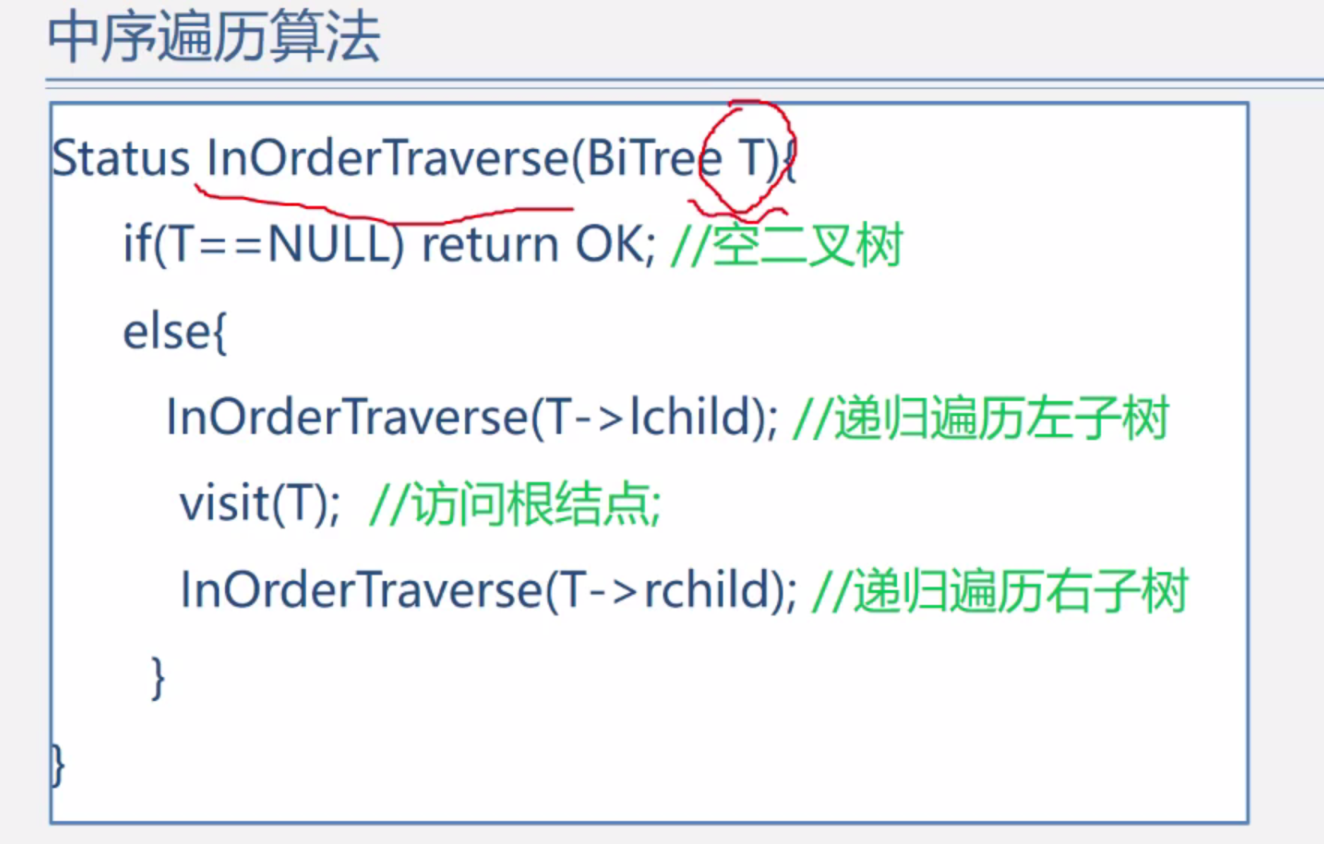 中序遍历算法
Status InOrderTraverse(BiTree T){
if(T==NULL) return OK; //空二叉树
else{
InOrderTraverse(T->lchild); //递归遍历左子树
visit(T); //访问根结点;
InOrderTraverse(T->rchild); //递归遍历右子树
}
}